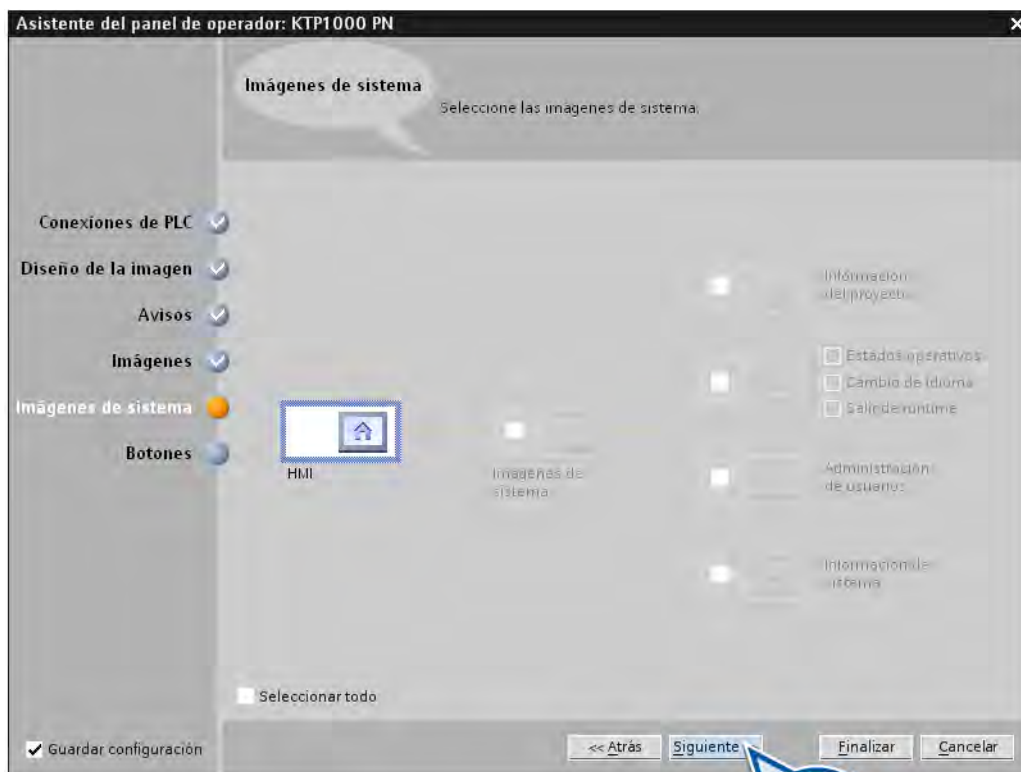 Asistente del panel de operador: KTP1000 PN
Imágenes de sistema
Seleccione las imágenes de sistema.
Conexiones de PLC
Diseño de la imagen
Avisos
Imágenes
Imágenes de sistema
Botones
HMI
Imágenes de
sistema
Información
del proyecto
Estados operativos
Cambio de idioma
Salir de runtime
Administración
de usuarios
Información de
sistema
Seleccionar todo
Guardar configuración
<< Atrás
Siguiente
Finalizar
Cancelar